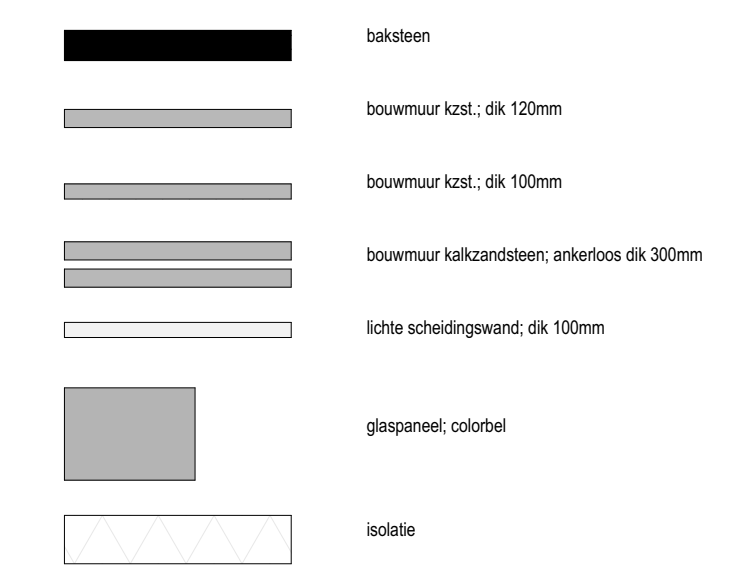 baksteen
bouwmuur kzst.; dik 120mm
bouwmuur kzst.; dik 100mm
bouwmuur kalkzandsteen; ankerloos dik 300mm
lichte scheidingswand; dik 100mm
glaspaneel; colorbel
isolatie